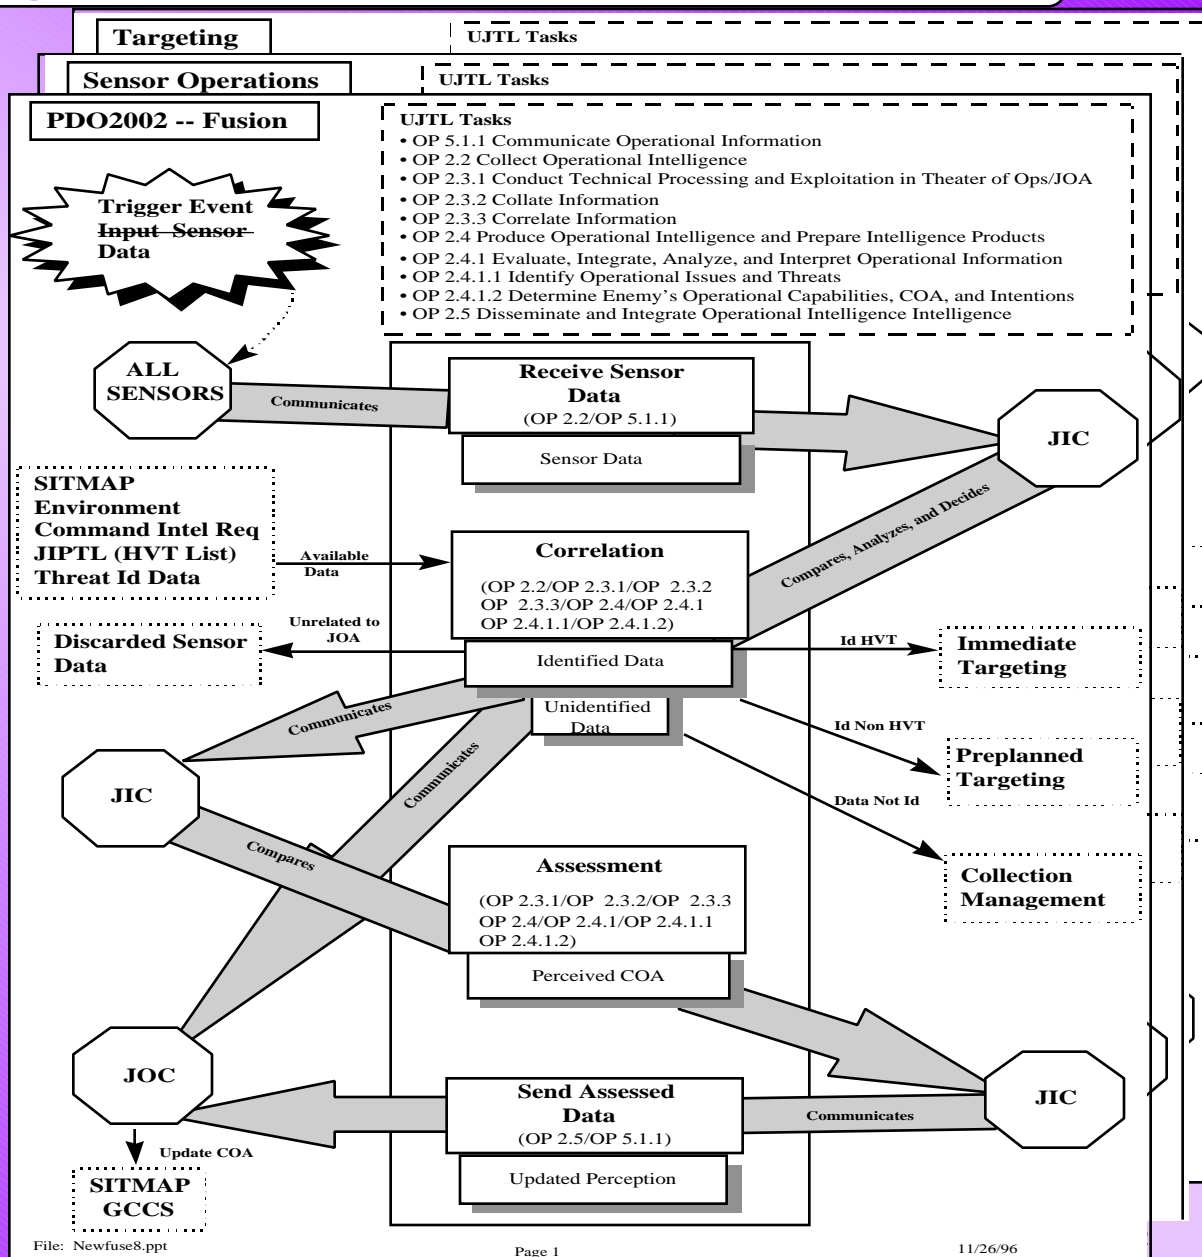 Targeting
UJTL Tasks
Sensor Operations
UJTL Tasks
PDO2002 -- Fusion
UJTL Tasks
• OP 5.1.1 Communicate Operational Information
• OP 2.2 Collect Operational Intelligence
• OP 2.3.1 Conduct Technical Processing and Exploitation in Theater of Ops/JOA
• OP 2.3.2 Collate Information
• OP 2.3.3 Correlate Information
• OP 2.4 Produce Operational Intelligence and Prepare Intelligence Products
• OP 2.4.1 Evaluate, Integrate, Analyze, and Interpret Operational Information
• OP 2.4.1.1 Identify Operational Issues and Threats
• OP 2.4.1.2 Determine Enemy's Operational Capabilities, COA, and Intentions
• OP 2.5 Disseminate and Integrate Operational Intelligence Intelligence
Trigger Event
Input Sensor
Data
ALL
SENSORS
Communicates
Receive Sensor
Data
(OP 2.2/OP 5.1.1)
Sensor Data
JIC
SITMAP
Environment
Command Intel Req
JIPTL (HVT List)
Threat Id Data
Available
Data
Correlation
(OP 2.2/OP 2.3.1/OP 2.3.2
OP 2.3.3/OP 2.4/OP 2.4.1
OP 2.4.1.1/OP 2.4.1.2)
Compares, Analyzes, and Decides
Unrelated to
JOA
Discarded Sensor
Data
Identified Data
Id HVT
Immediate
Targeting
Unidentified
Data
Communicates
Communicates
Id Non HVT
Preplanned
Targeting
JIC
Data Not Id
Compares
Assessment
(OP 2.3.1/OP 2.3.2/OP 2.3.3
OP 2.4/OP 2.4.1/OP 2.4.1.1
OP 2.4.1.2)
Collection
Management
Perceived COA
JOC
Send Assessed
Data
(OP 2.5/OP 5.1.1)
Communicates
JIC
Update COA
Updated Perception
SITMAP
GCCS
File: Newfuse8.ppt
Page 1
11/26/96